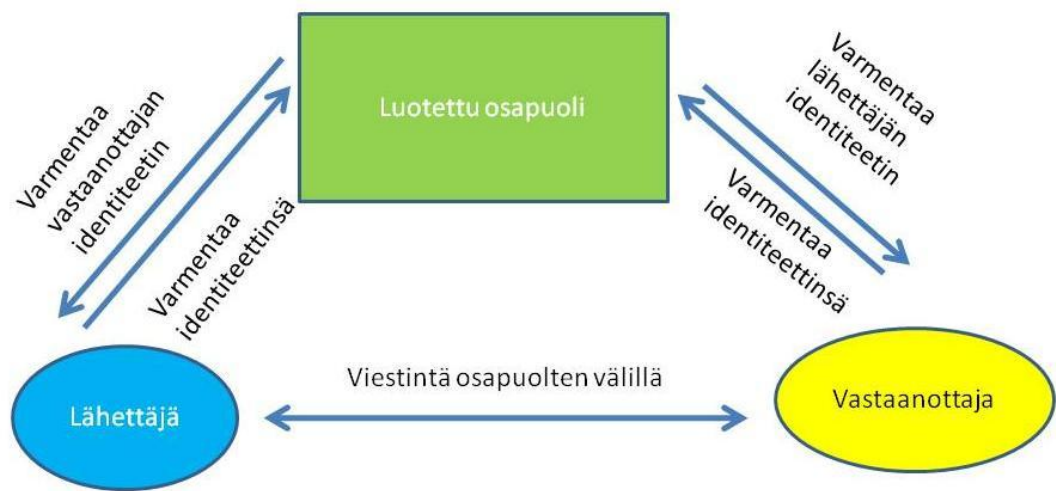 Luotettu osapuoli
Varmentaa
vastaanottajan
identiteetin
Varmentaa
identiteettinsä
Varmentaa
lähettäjän
identiteetin
Varmentaa
identiteettinsä
Viestintä osapuolten välillä
Lähettäjä
Vastaanottaja